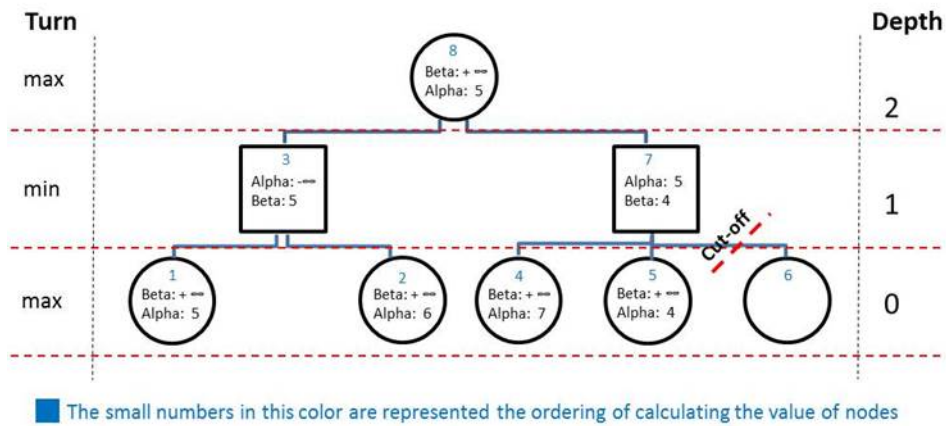 Turn
Depth
8
Beta: + ∞
Alpha: 5
max
2
3
Alpha: -∞
Beta: 5
7
Alpha: 5
Beta: 4
min
1
Cut-off
1
Beta: + ∞
Alpha: 5
2
Beta: + ∞
Alpha: 6
4
Beta: + ∞
Alpha: 7
5
Beta: + ∞
Alpha: 4
6
max
0
The small numbers in this color are represented the ordering of calculating the value of nodes